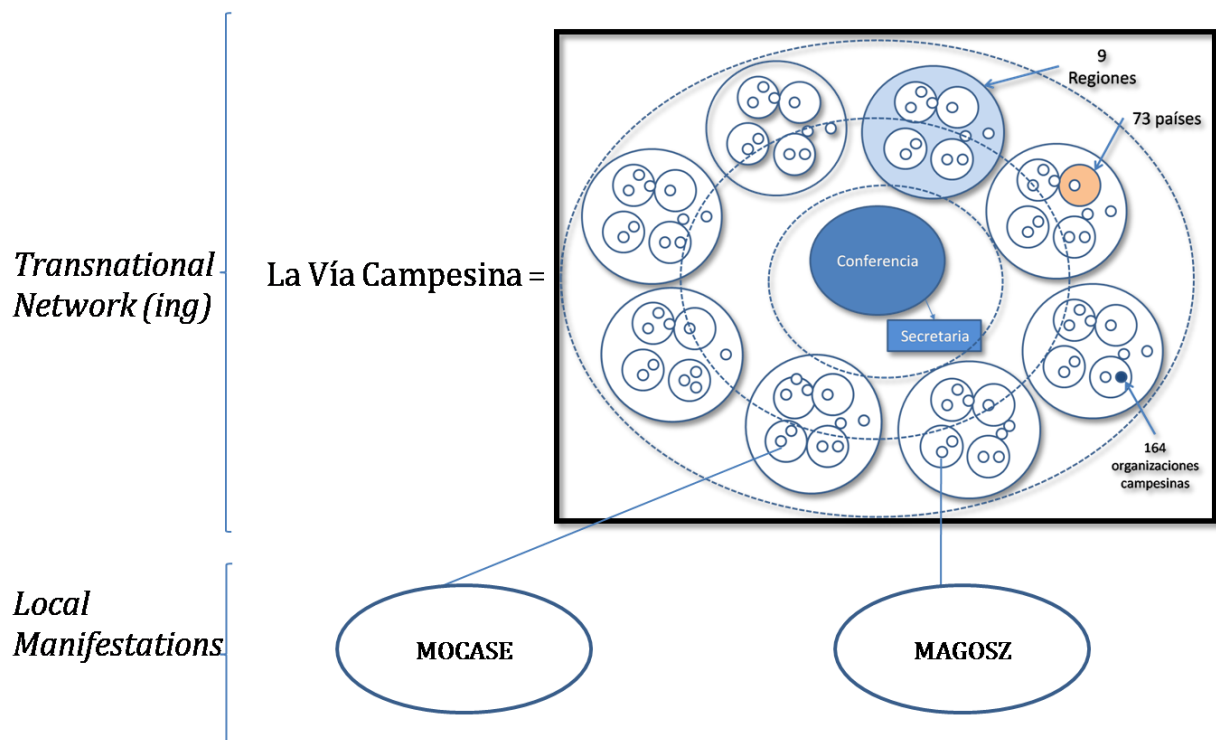 9
Regiones
73 países
Transnational
Network (ing)
La Vía Campesina =
Conferencia
Secretaria
164
organizaciones
campesinas
Local
Manifestations
MOCASE
MAGOSZ